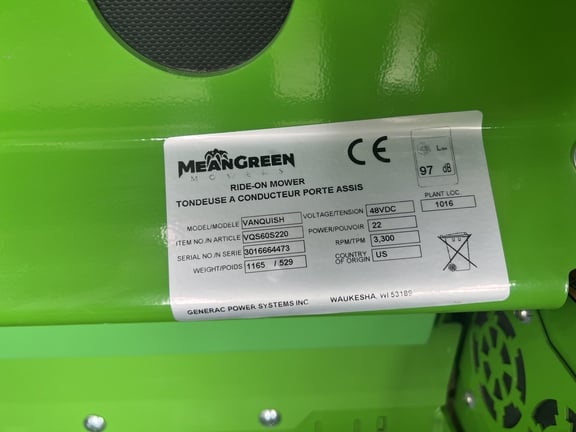 MEANGREEN
MOWERS
CE
97 dB
RIDE-ON MOWER
TONDEUSE A CONDUCTEUR PORTE ASSIS
PLANT LOC
1016
MODEL/MODELE VANQUISH VOLTAGE/TENSION 48VDC
ITEM NO./N ARTICLE VQS60S220 POWER/POUVOIR 22
SERIAL NO./N SERIE 3016664473 RPM/TPM 3,300
WEIGHT/POIDS 1165 / 529 COUNTRY OF ORIGIN US
GENERAC POWER SYSTEMS INC WAUKESHA, WI 53189